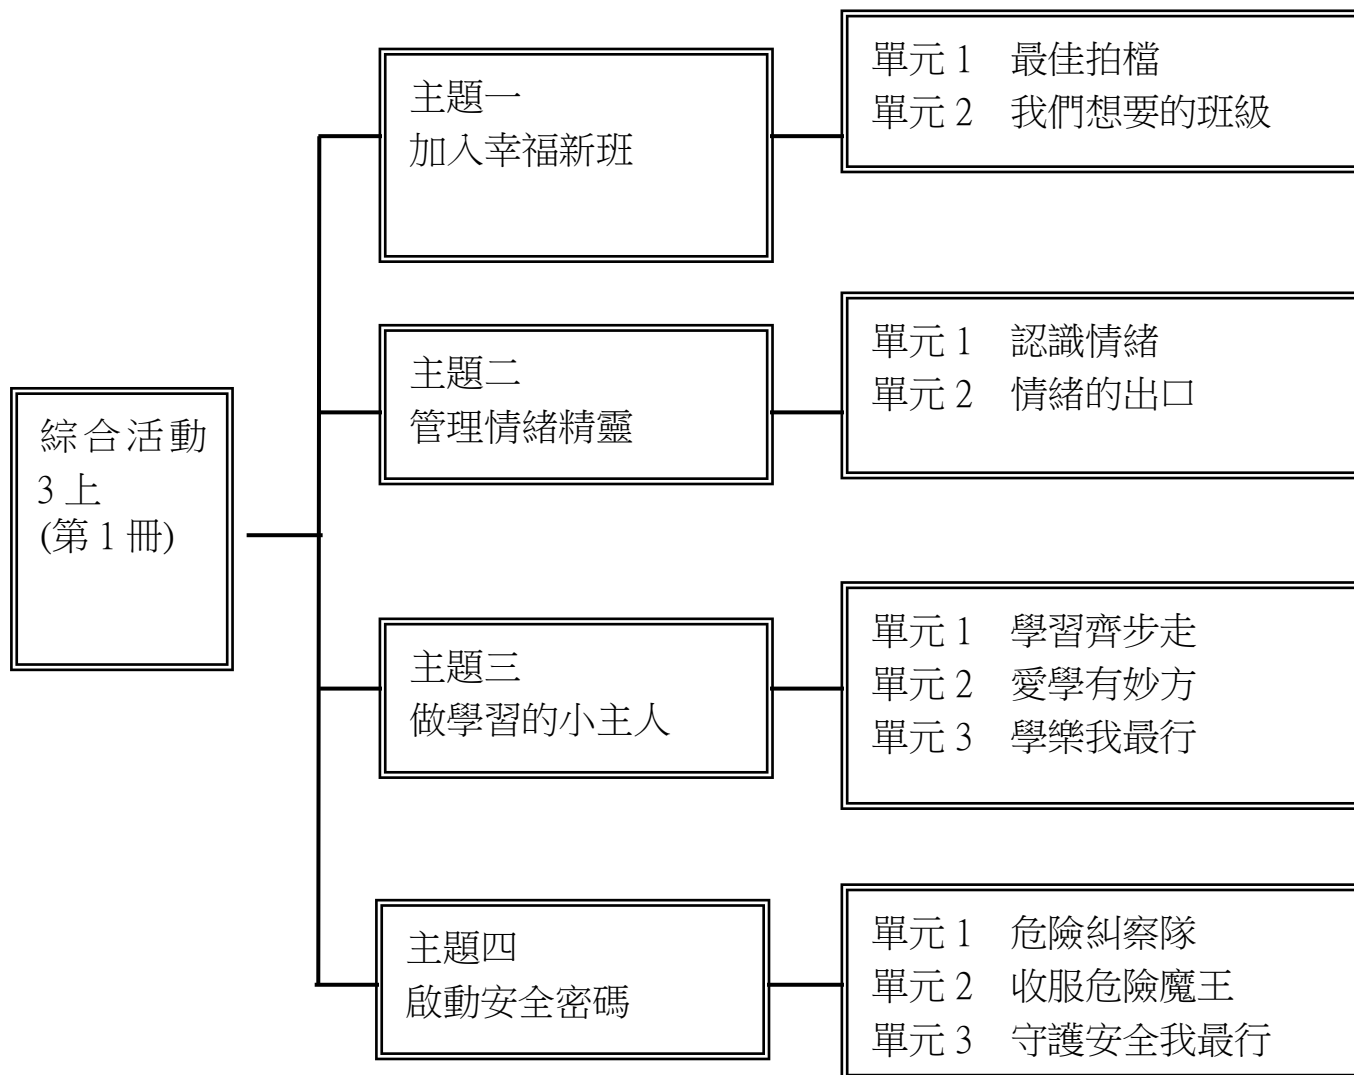 綜合活動
3 上
(第 1 冊)
主題一
加入幸福新班
單元 1 最佳拍檔
單元 2 我們想要的班級
主題二
管理情緒精靈
單元 1 認識情緒
單元 2 情緒的出口
主題三
做學習的小主人
單元 1 學習齊步走
單元 2 愛學有妙方
單元 3 學樂我最行
主題四
啟動安全密碼
單元 1 危險糾察隊
單元 2 收服危險魔王
單元 3 守護安全我最行